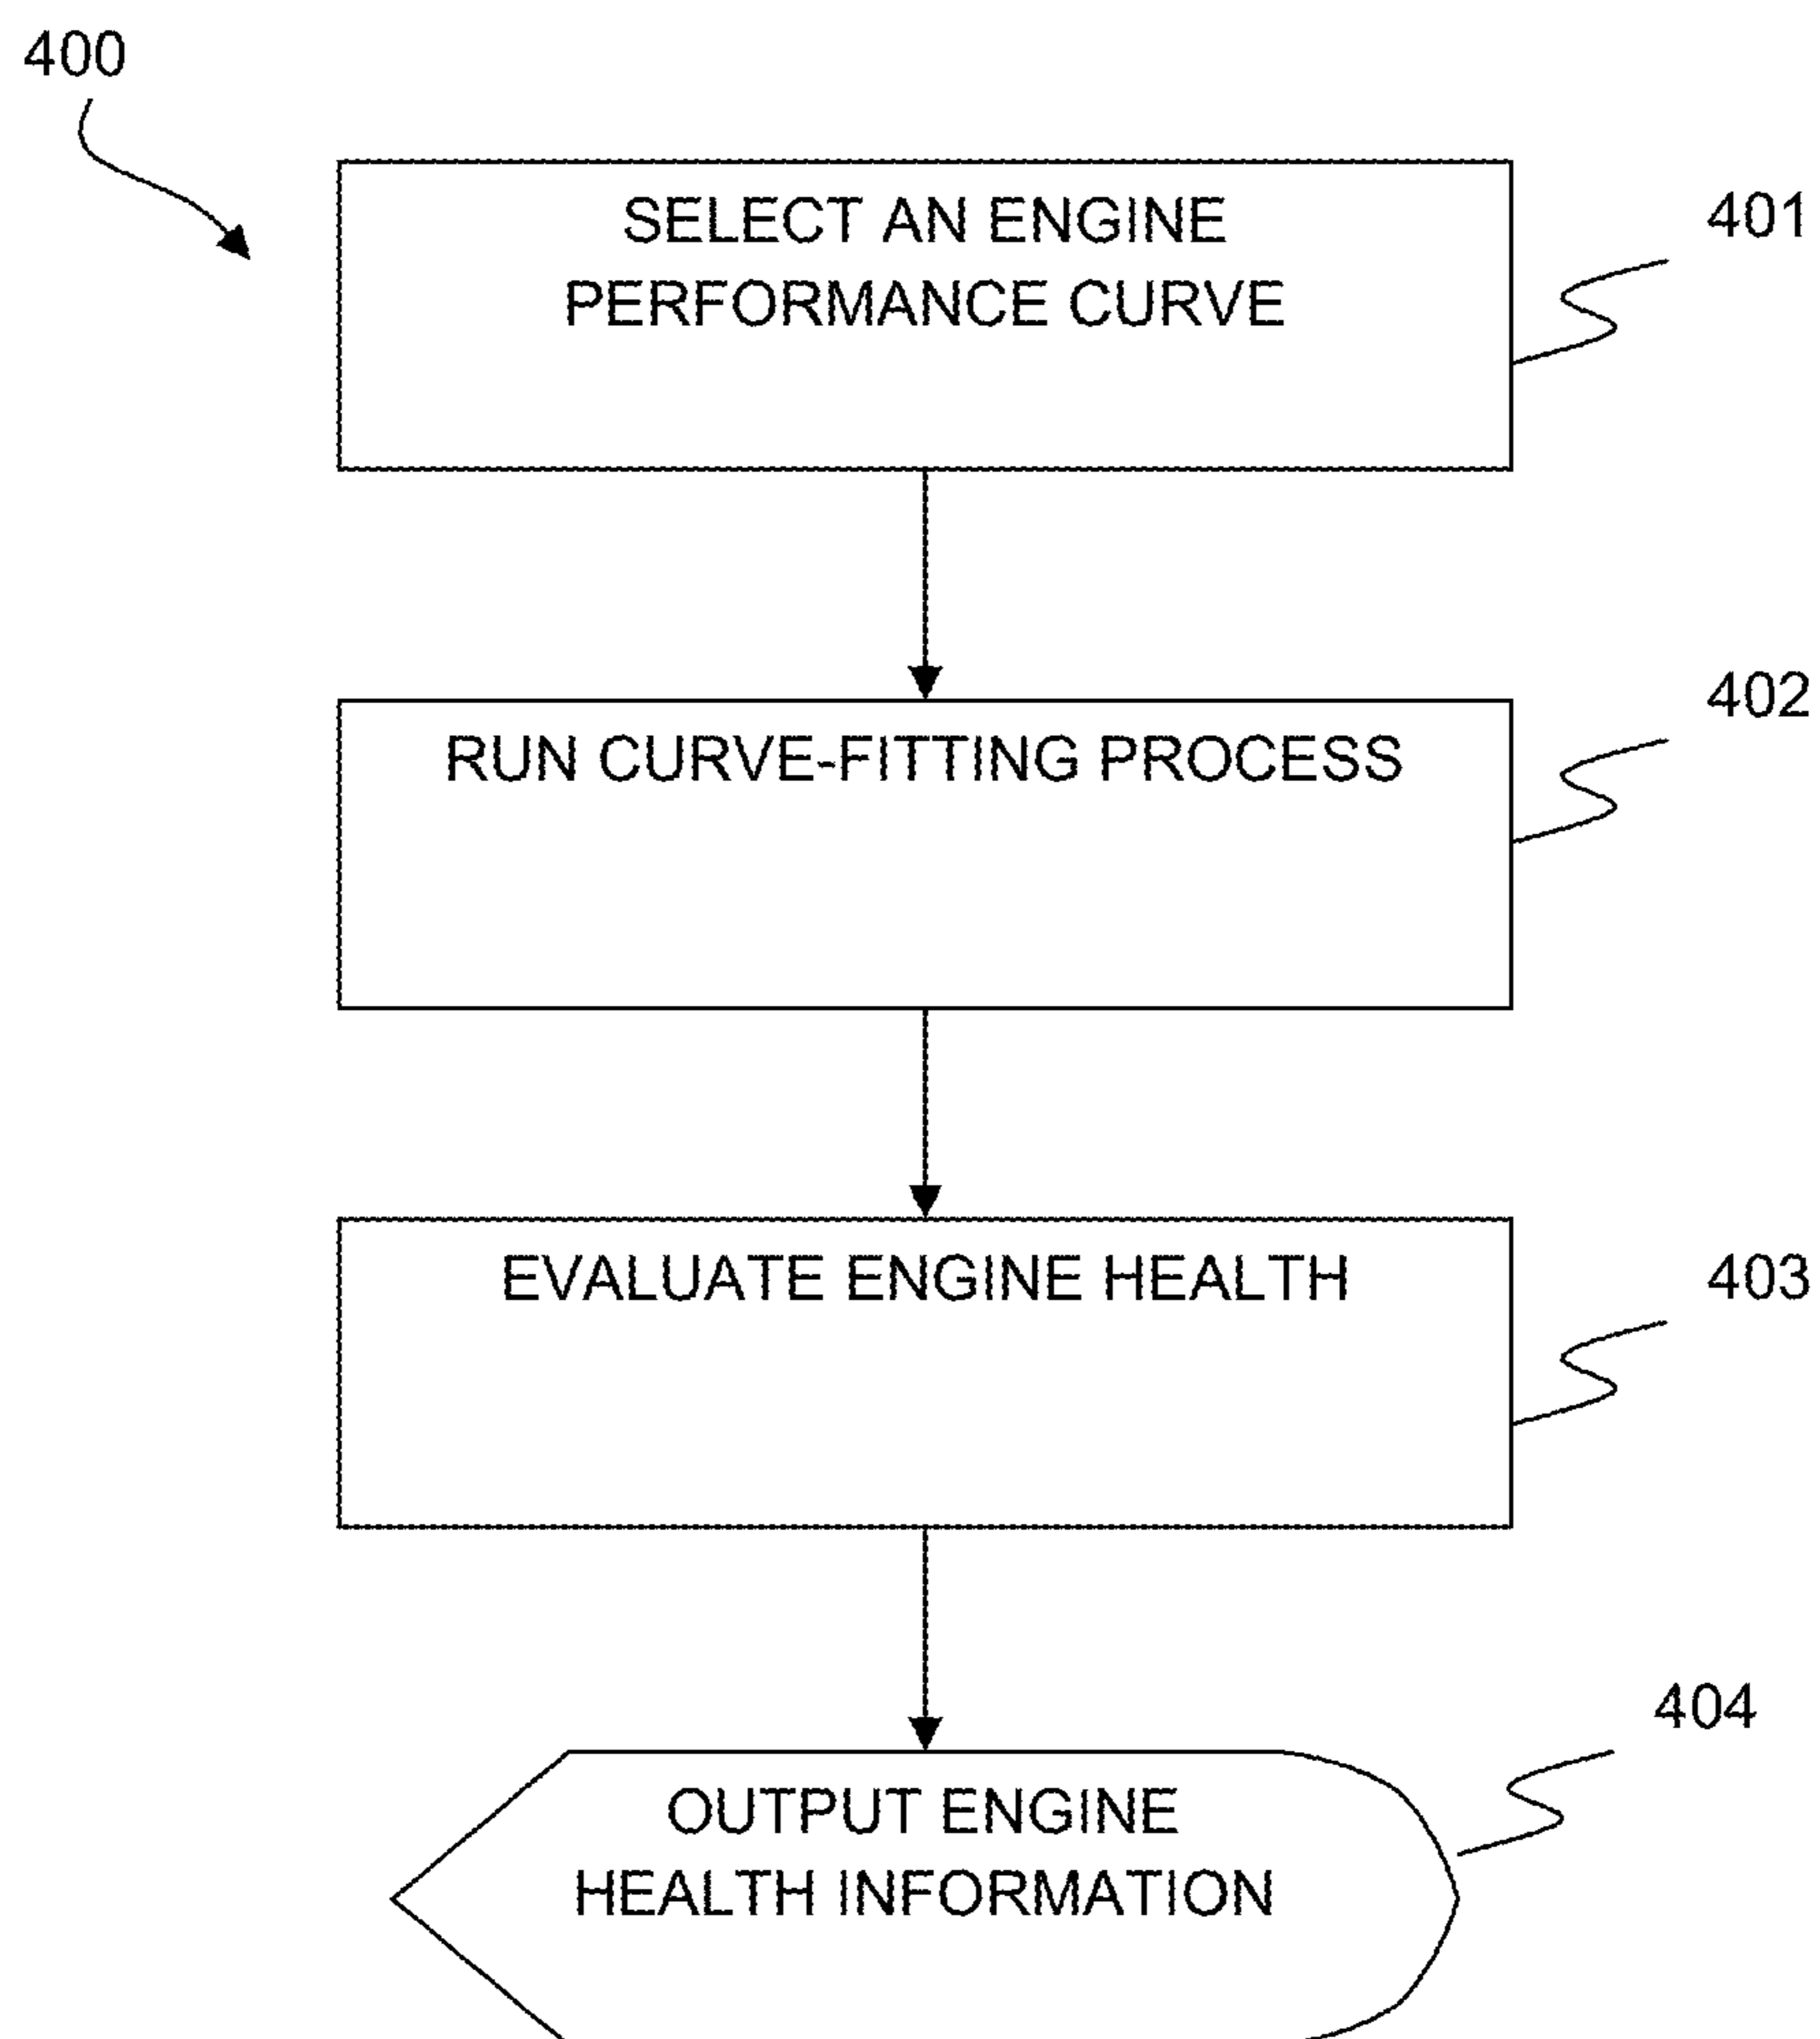 400
SELECT AN ENGINE
PERFORMANCE CURVE
401
RUN CURVE-FITTING PROCESS
402
EVALUATE ENGINE HEALTH
403
OUTPUT ENGINE
HEALTH INFORMATION
404